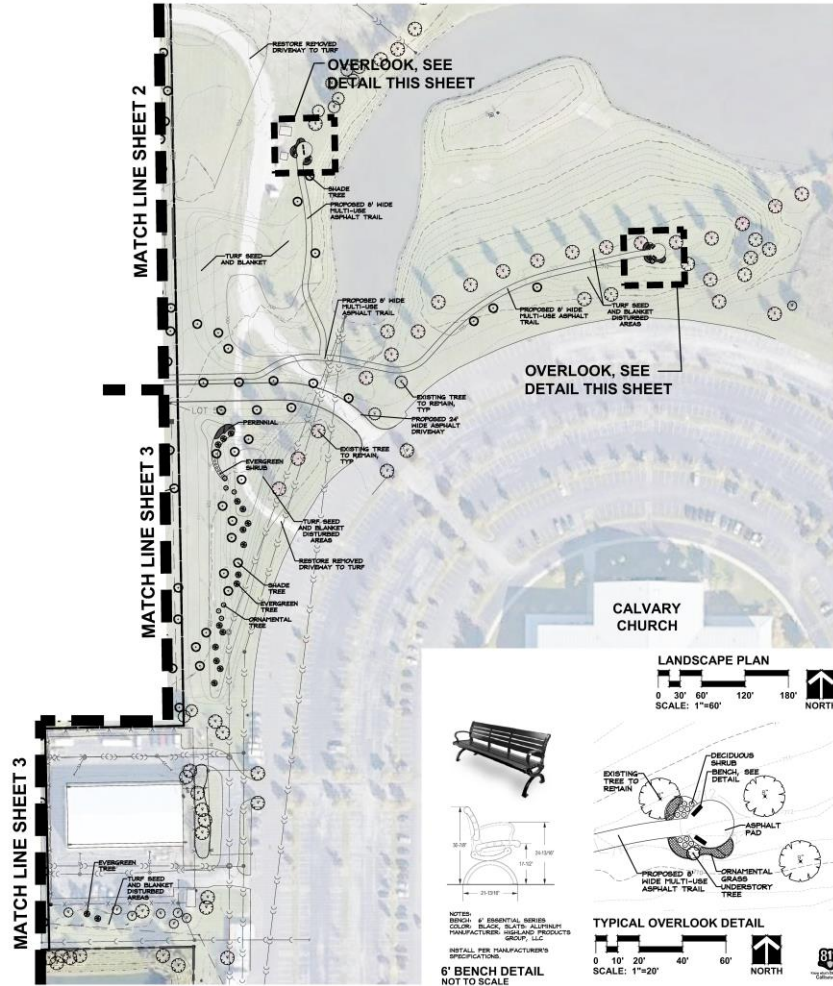 RESTORE REMOVED
DRIVEWAY TO TURF
OVERLOOK, SEE
DETAIL THIS SHEET
MATCH LINE SHEET 2
SHADE
TREE
PROPOSED 8' WIDE
MULTI-USE
ASPHALT TRAIL
TURF SEED
AND BLANKET
PROPOSED 8' WIDE
MULTI-USE
ASPHALT TRAIL
PROPOSED 8' WIDE
MULTI-USE ASPHALT
TRAIL
TURF SEED
AND BLANKET
DISTURBED
AREAS
OVERLOOK, SEE
DETAIL THIS SHEET
EXISTING TREE
TO REMAIN,
TYP
PROPOSED 24'
WIDE ASPHALT
DRIVEWAY
LOT
PERENNIAL
EXISTING TREE
TO REMAIN,
TYP
EVERGREEN
SHRUB
MATCH LINE SHEET 3
TURF SEED
AND BLANKET
DISTURBED
AREAS
RESTORE REMOVED
DRIVEWAY TO TURF
SHADE
TREE
EVERGREEN
TREE
ORNAMENTAL
TREE
CALVARY
CHURCH
LANDSCAPE PLAN
0 30' 60' 120' 180'
SCALE: 1"=60'
NORTH
MATCH LINE SHEET 3
EVERGREEN
TREE
TURF SEED
AND BLANKET
DISTURBED
AREAS
17-1/2"
NOTES:
BENCH: 6' ESSENTIAL SERIES
COLOR: BLACK, SLATS: ALUMINUM
MANUFACTURER: HIGHLAND PRODUCTS
GROUP, LLC
INSTALL PER MANUFACTURER'S
SPECIFICATIONS.
6' BENCH DETAIL
NOT TO SCALE
DECIDUOUS
SHRUB
BENCH, SEE
DETAIL
EXISTING
TREE TO
REMAIN
ASPHALT
PAD
PROPOSED 8'
WIDE MULTI-USE
ASPHALT TRAIL
ORNAMENTAL
GRASS
UNDERSTORY
TREE
TYPICAL OVERLOOK DETAIL
0 10' 20' 40' 60'
SCALE: 1"=20'
NORTH
811